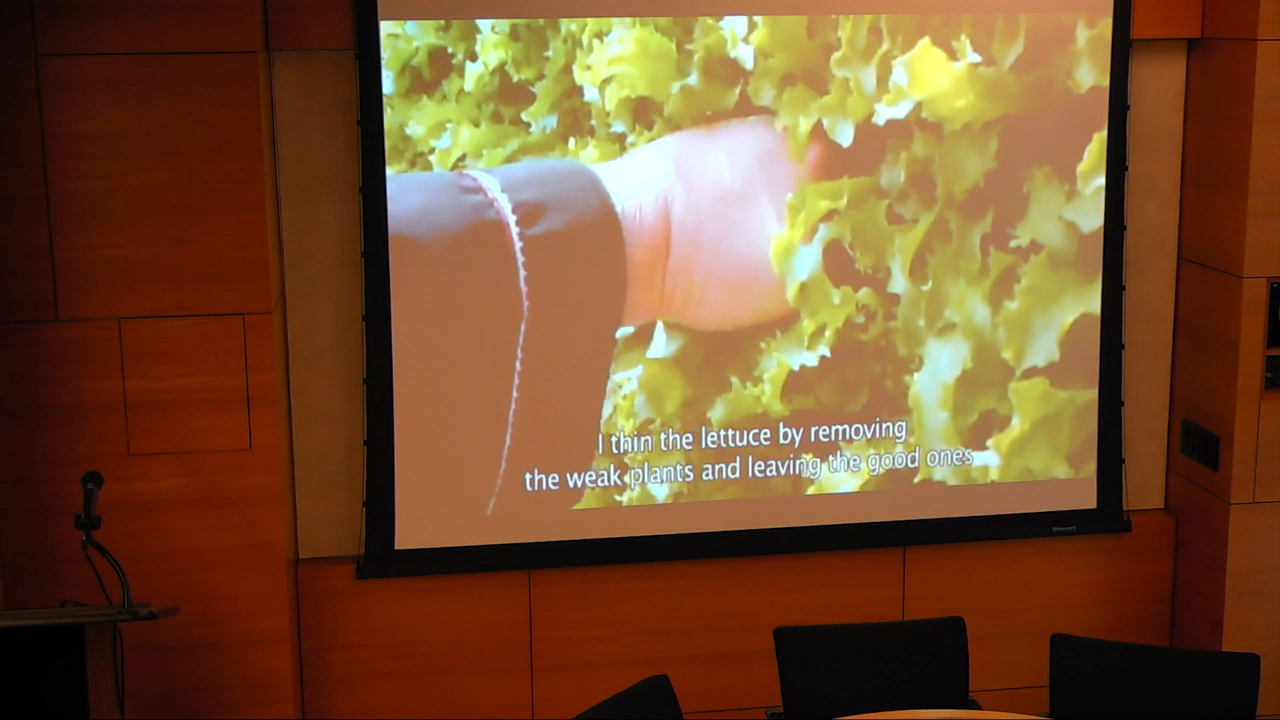 I thin the lettuce by removing
the weak plants and leaving the good ones